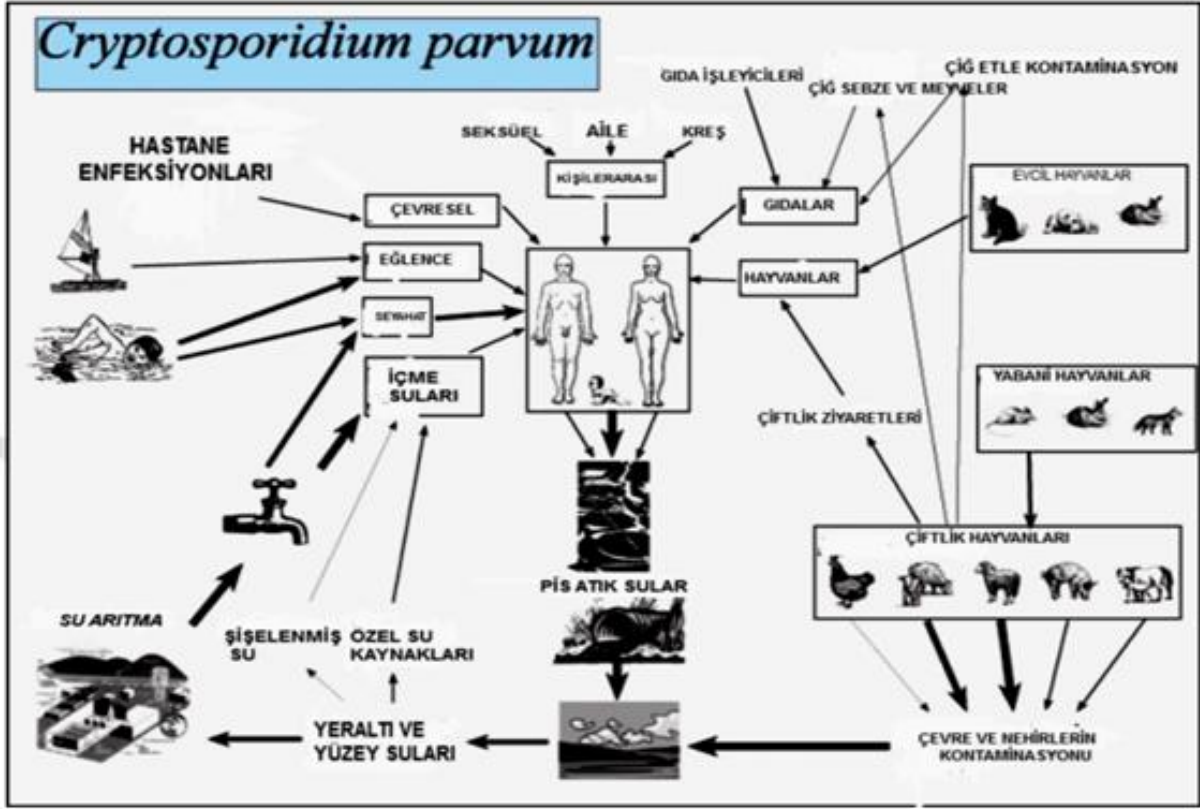 Cryptosporidium parvum
GIDA İŞLEYİCİLERİ
ÇİĞ ETLE KONTAMİNASYON
ÇİĞ SEBZE VE MEYVELER
SEKSÜEL
AİLE
KREŞ
HASTANE
ENFEKSİYONLARI
KİŞİLERARASI
EVCİL HAYVANLAR
ÇEVRESEL
GIDALAR
EĞLENCE
HAYVANLAR
SEYAHAT
İÇME
SULARI
YABANİ HAYVANLAR
ÇİFTLİK ZİYARETLERİ
ÇİFTLİK HAYVANLARI
PİS ATIK SULAR
SU ARITMA
ŞİŞELENMİŞ
SU
ÖZEL SU
KAYNAKLARI
YERALTI VE
YÜZEY SULARI
ÇEVRE VE NEHİRLERİN
KONTAMİNASYONU